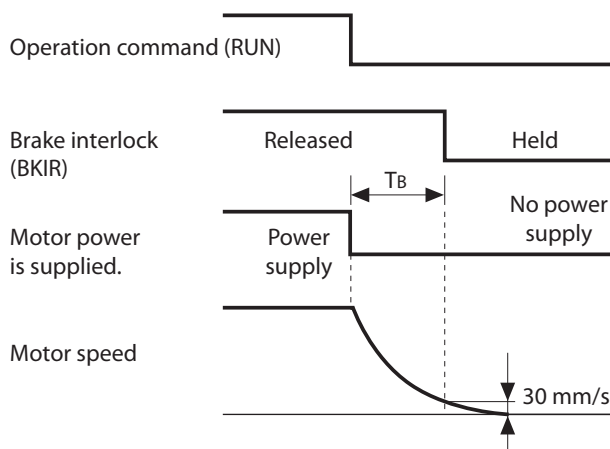 Operation command (RUN)
Brake interlock
(BKIR)
Released
Held
TB
Motor power
is supplied.
Power
supply
No power
supply
Motor speed
30 mm/s